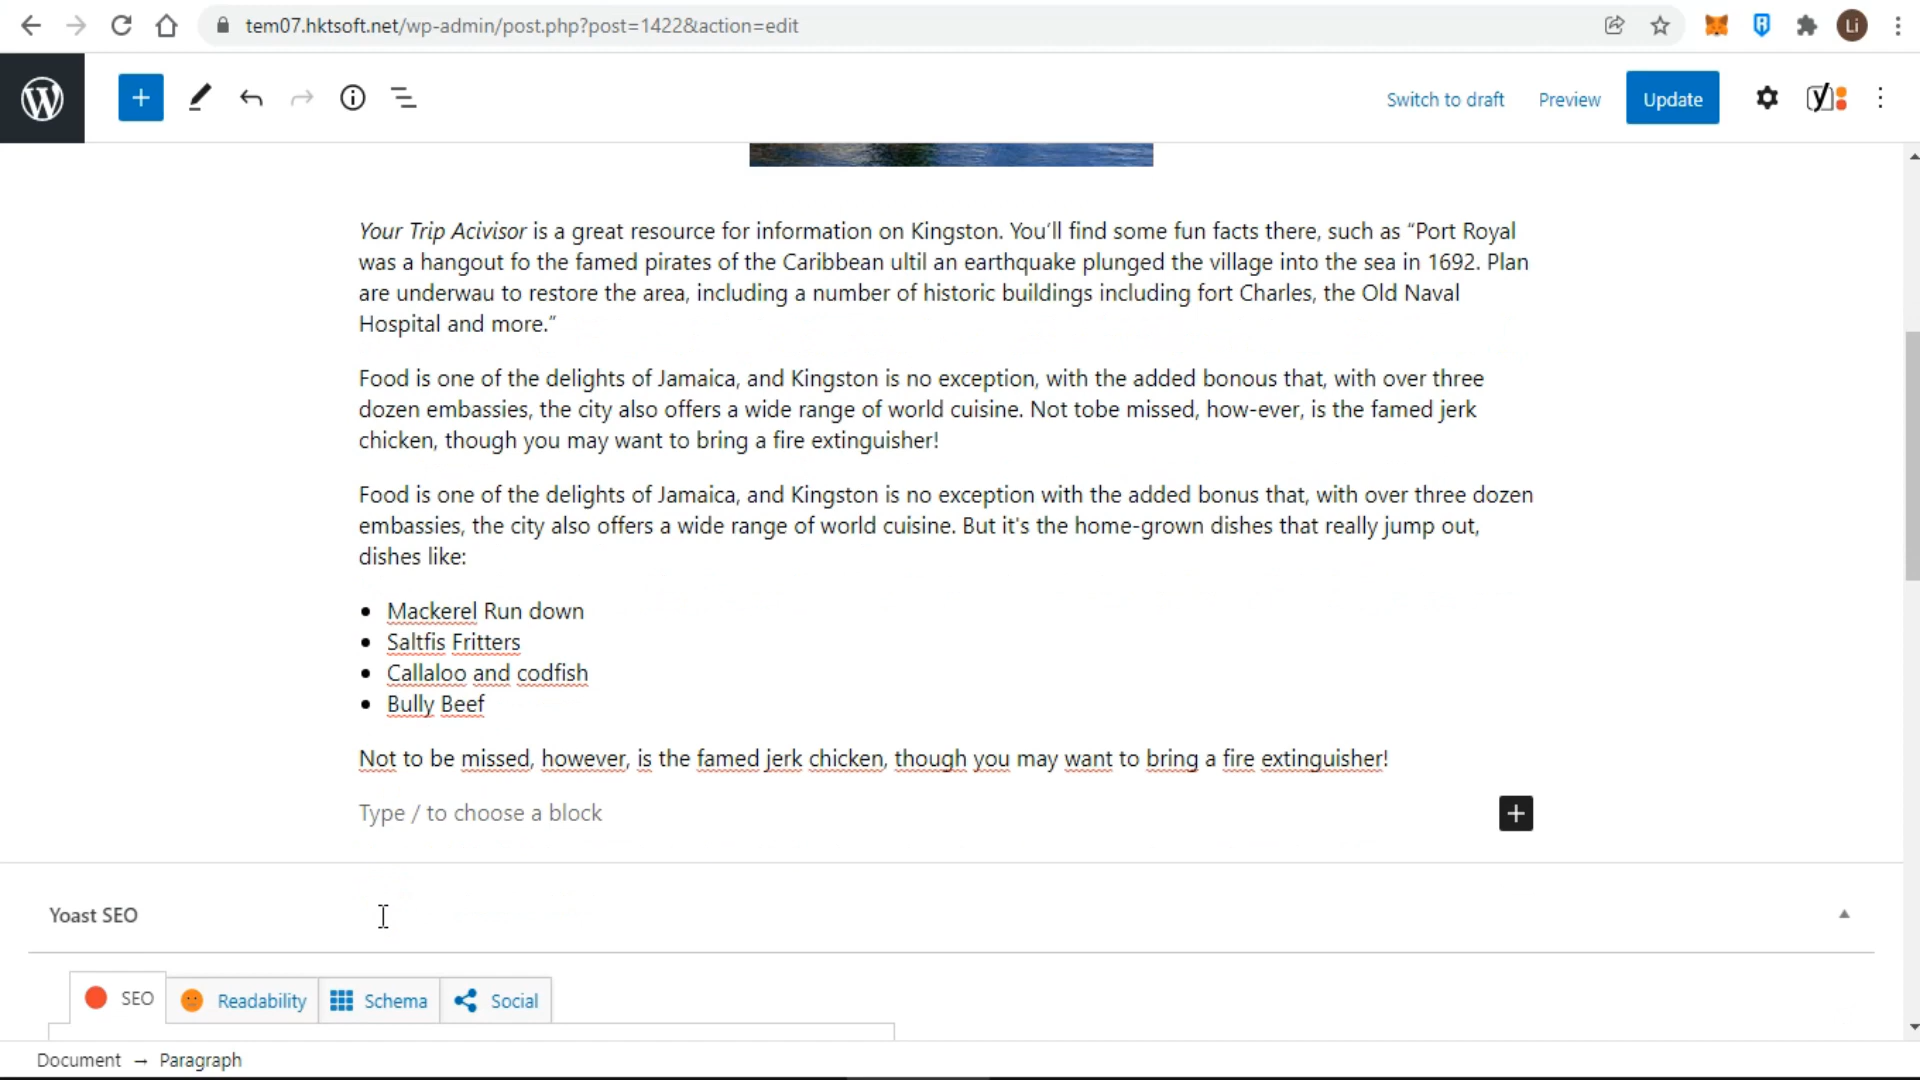 tem07.hktsoft.net/wp-admin/post.php?post=1422&action=edit
Li
Switch to draft
Preview
Update
Your Trip Acivisor is a great resource for information on Kingston. You’ll find some fun facts there, such as “Port Royal
was a hangout fo the famed pirates of the Caribbean ultil an earthquake plunged the village into the sea in 1692. Plan
are underwau to restore the area, including a number of historic buildings including fort Charles, the Old Naval
Hospital and more.”
Food is one of the delights of Jamaica, and Kingston is no exception, with the added bonous that, with over three
dozen embassies, the city also offers a wide range of world cuisine. Not tobe missed, how-ever, is the famed jerk
chicken, though you may want to bring a fire extinguisher!
Food is one of the delights of Jamaica, and Kingston is no exception with the added bonus that, with over three dozen
embassies, the city also offers a wide range of world cuisine. But it's the home-grown dishes that really jump out,
dishes like:
Mackerel Run down
Saltfis Fritters
Callaloo and codfish
Bully Beef
Not to be missed, however, is the famed jerk chicken, though you may want to bring a fire extinguisher!
Type / to choose a block
Yoast SEO
SEO
Readability
Schema
Social
Document → Paragraph